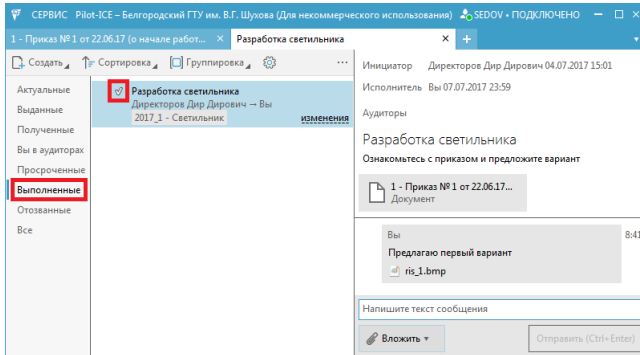 СЕРВИС Pilot-ICE – Белгородский ГТУ им. В.Г. Шухова (Для некоммерческого использования) SEDOV • ПОДКЛЮЧЕНО
1 - Приказ № 1 от 22.06.17 (о начале работ...
Разработка светильника
Создать
Сортировка
Группировка
Актуальные
Выданные
Полученные
Вы в аудиторах
Просроченные
Выполненные
Отозванные
Все
Разработка светильника
Директоров Дир Дирович → Вы
2017_1 - Светильник
изменения
Инициатор Директоров Дир Дирович 04.07.2017 15:01
Исполнитель Вы 07.07.2017 23:59
Аудиторы
Разработка светильника
Ознакомьтесь с приказом и предложите вариант
1 - Приказ № 1 от 22.06.17...
Документ
Вы 8:41
Предлагаю первый вариант
ris_1.bmp
Напишите текст сообщения
Вложить
Отправить (Ctrl+Enter)